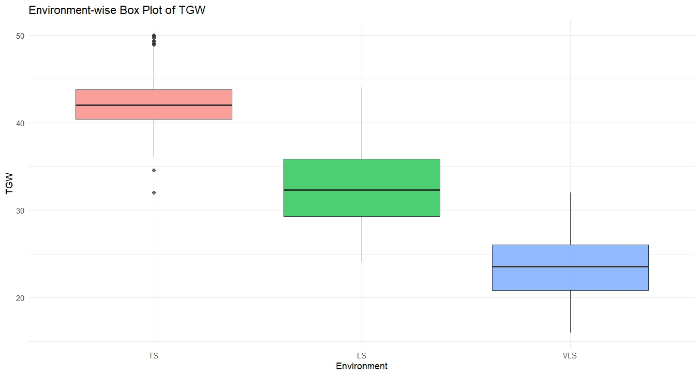 Environment-wise Box Plot of TGW
50
40
30
20
TGW
TS
LS
VLS
Environment